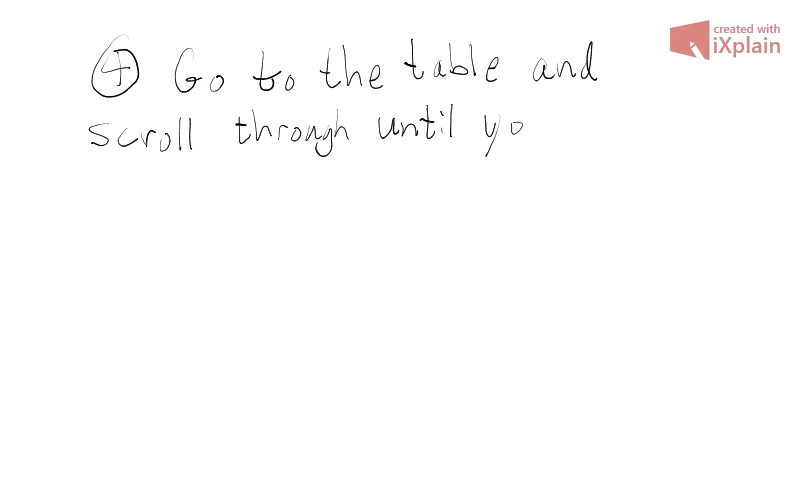 ④ Go to the table and
scroll through until yo
created with
iXplain